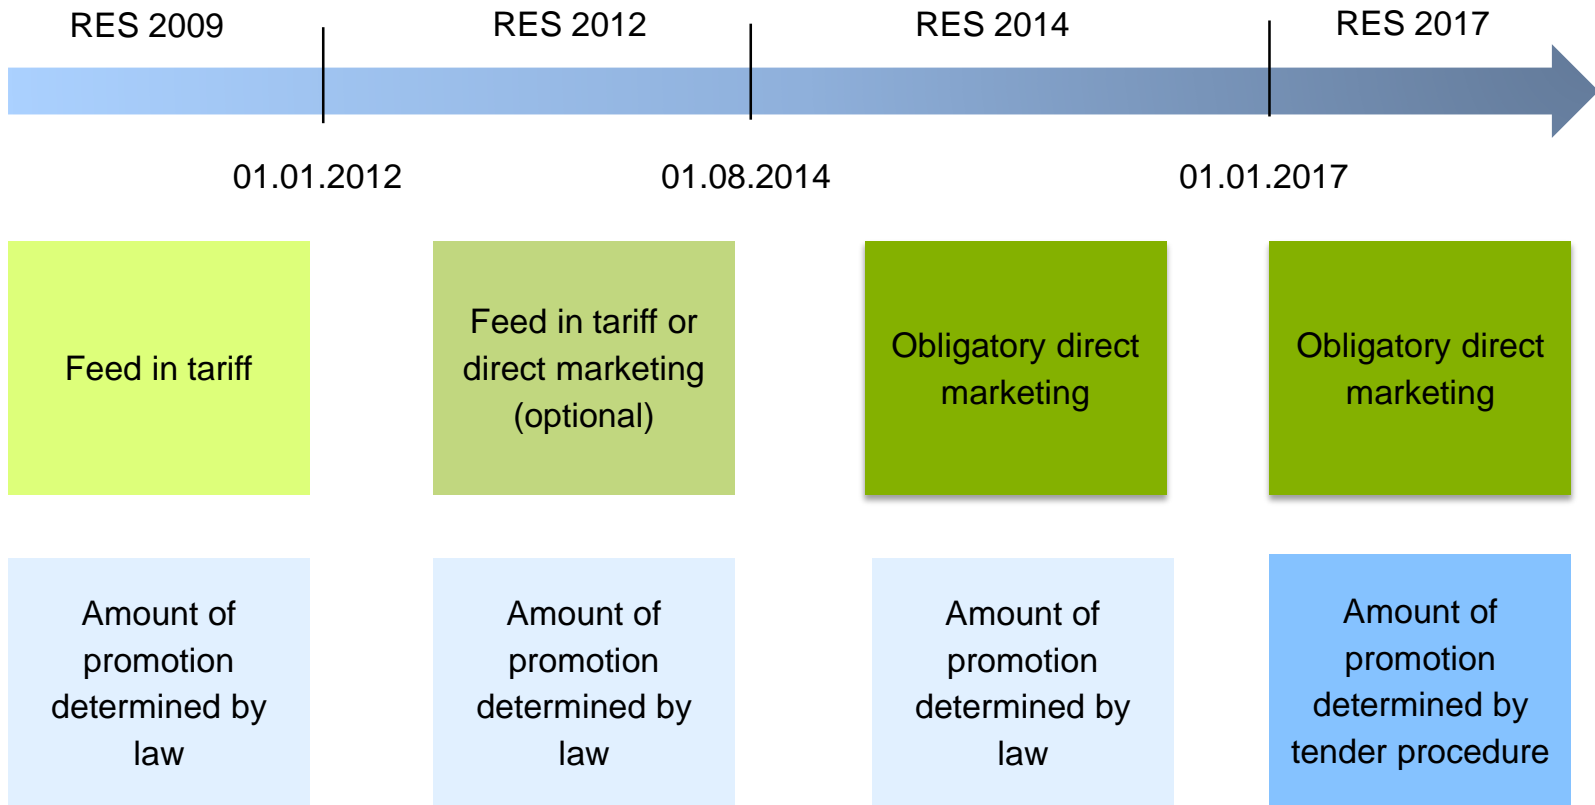 RES 2009
RES 2012
RES 2014
RES 2017
01.01.2012
01.08.2014
01.01.2017
Feed in tariff
Feed in tariff or
direct marketing
(optional)
Obligatory direct
marketing
Obligatory direct
marketing
Amount of
promotion
determined by
law
Amount of
promotion
determined by
law
Amount of
promotion
determined by
law
Amount of
promotion
determined by
tender procedure